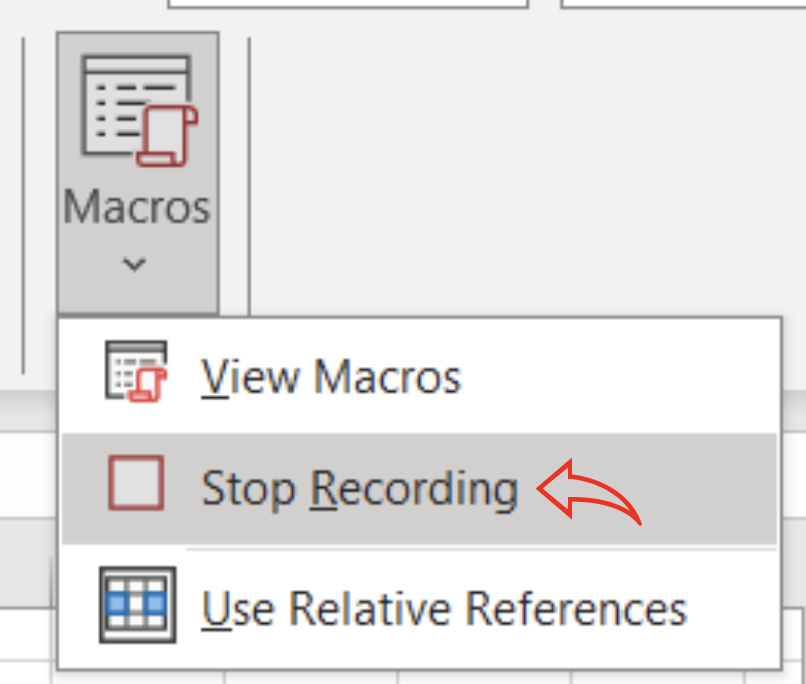 Macros
View Macros
Stop Recording
Use Relative References